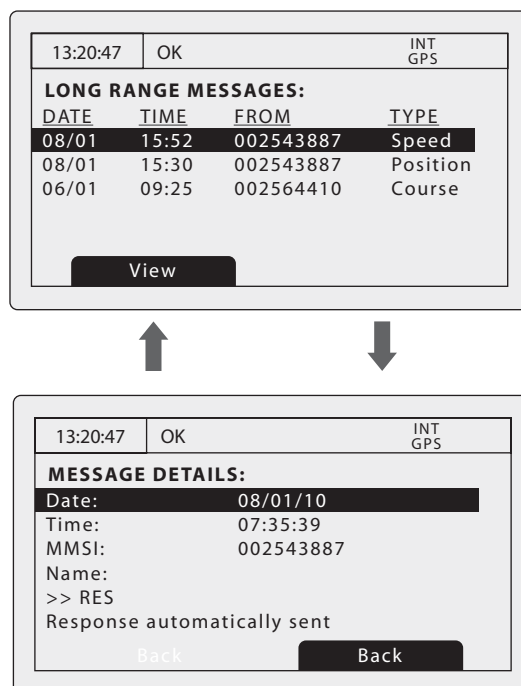 13:20:47 OK INT
GPS
LONG RANGE MESSAGES:
DATE TIME FROM TYPE
08/01 15:52 002543887 Speed
08/01 15:30 002543887 Position
06/01 09:25 002564410 Course
View
13:20:47 OK INT
GPS
MESSAGE DETAILS:
Date: 08/01/10
Time: 07:35:39
MMSI: 002543887
Name:
>> RES
Response automatically sent
Back Back